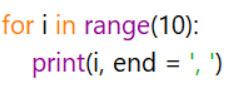 for i in range(10):
    print(i, end = ', ')